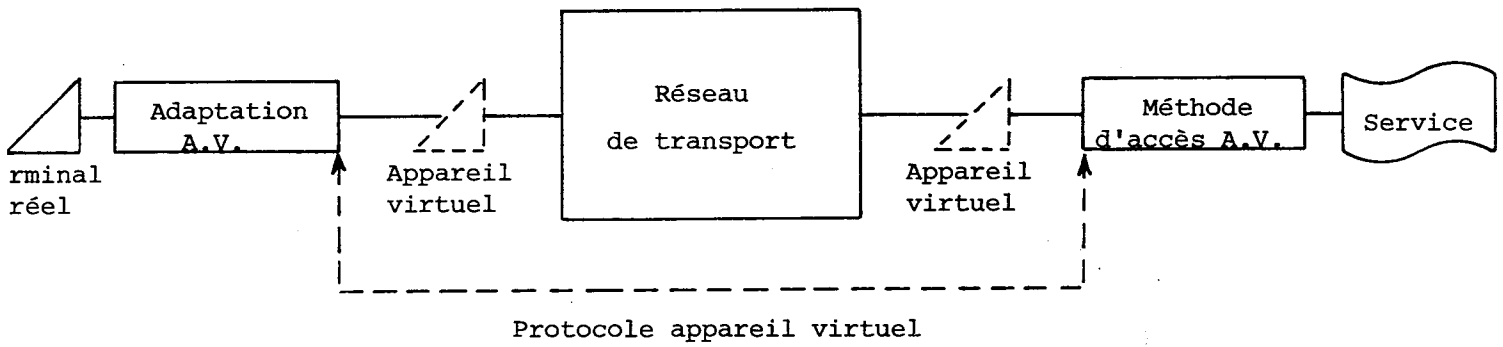 Adaptation
A.V.
rminal
réel
Appareil
virtuel
Réseau
de transport
Appareil
virtuel
Méthode
d'accès A.V.
Service
Protocole appareil virtuel